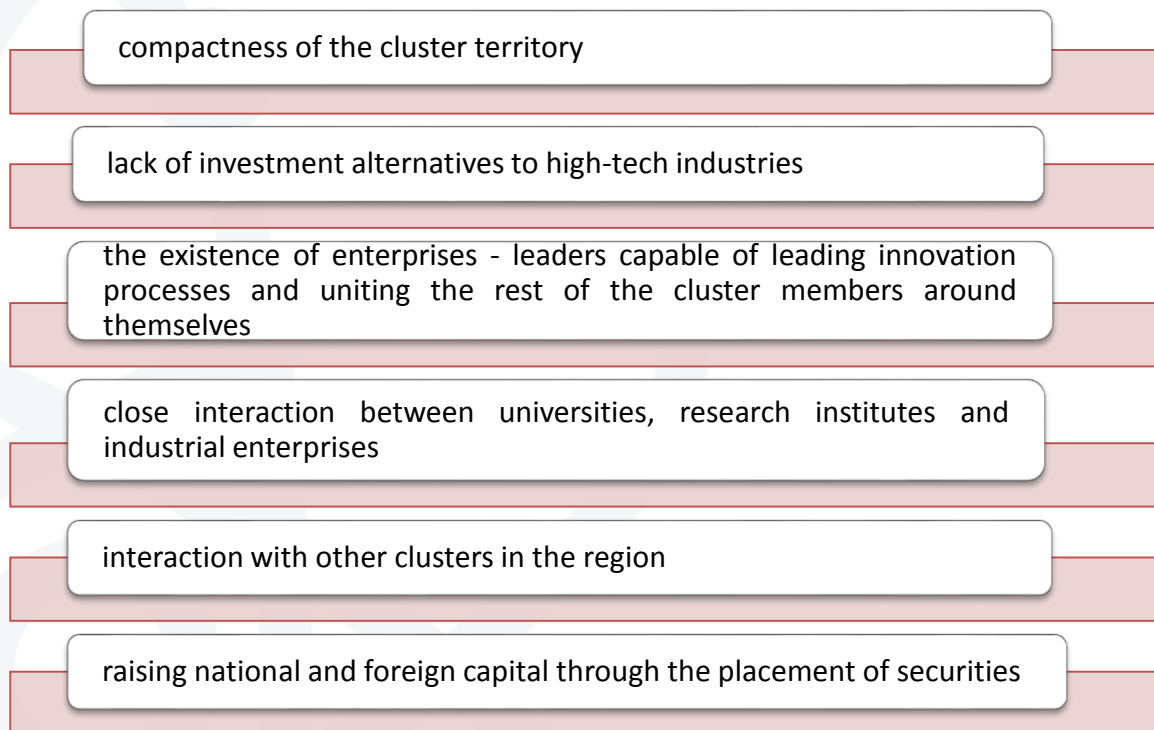 compactness of the cluster territory
lack of investment alternatives to high-tech industries
the existence of enterprises - leaders capable of leading innovation
processes and uniting the rest of the cluster members around
themselves
close interaction between universities, research institutes and
industrial enterprises
interaction with other clusters in the region
raising national and foreign capital through the placement of securities